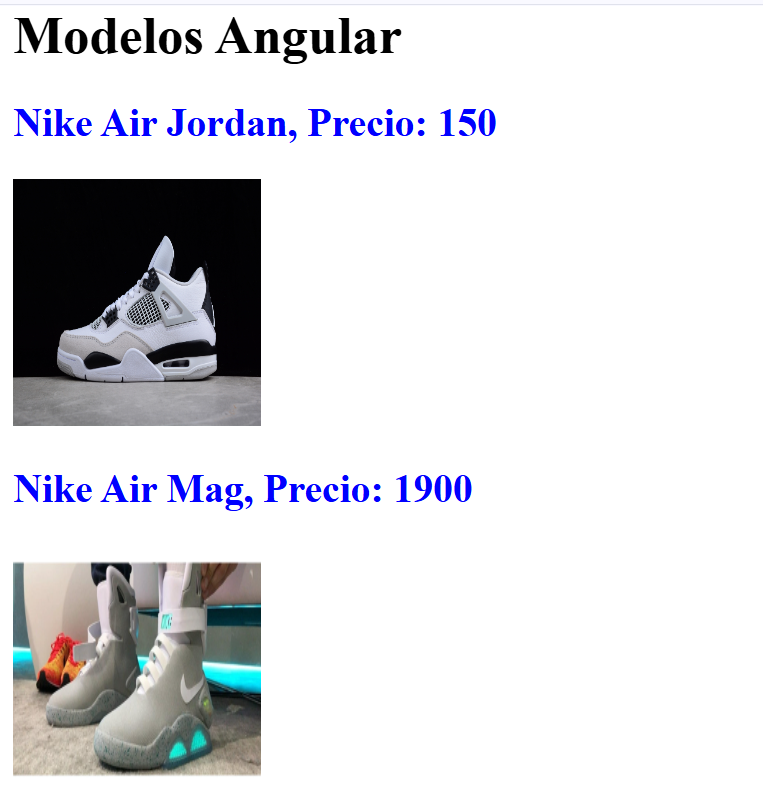 Modelos Angular
Nike Air Jordan, Precio: 150
Nike Air Mag, Precio: 1900